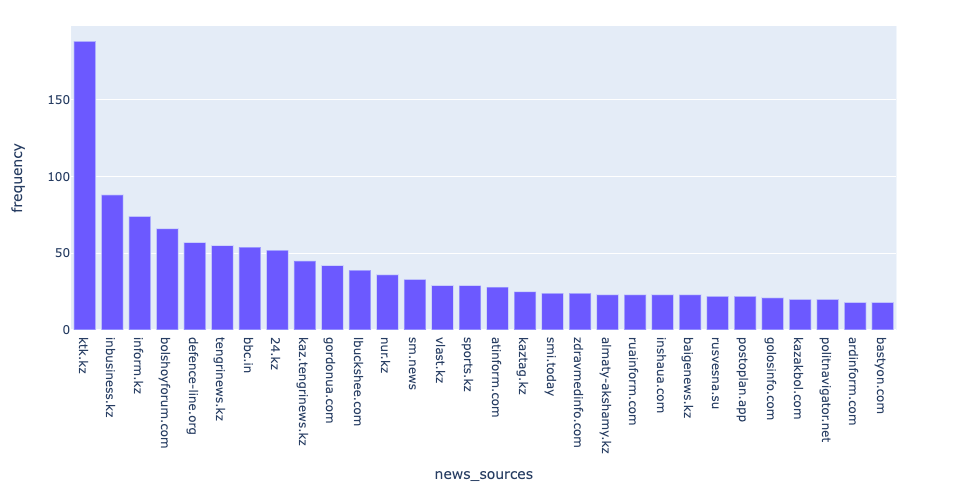 150
100
50
0
frequency
ktk.kz
inbusiness.kz
inform.kz
bolshoyforum.com
defence-line.org
tengrinews.kz
bbc.in
24.kz
kaz.tengrinews.kz
gordonua.com
lbuckshee.com
nur.kz
sm.news
vlast.kz
sports.kz
atinform.com
kaztag.kz
smi.today
zdravmedinfo.com
almaty-akshamy.kz
ruainform.com
inshaua.com
baigenews.kz
rusvesna.su
postoplan.app
golosinfo.com
kazakbol.com
politnavigator.net
ardinform.com
bastyon.com
news_sources